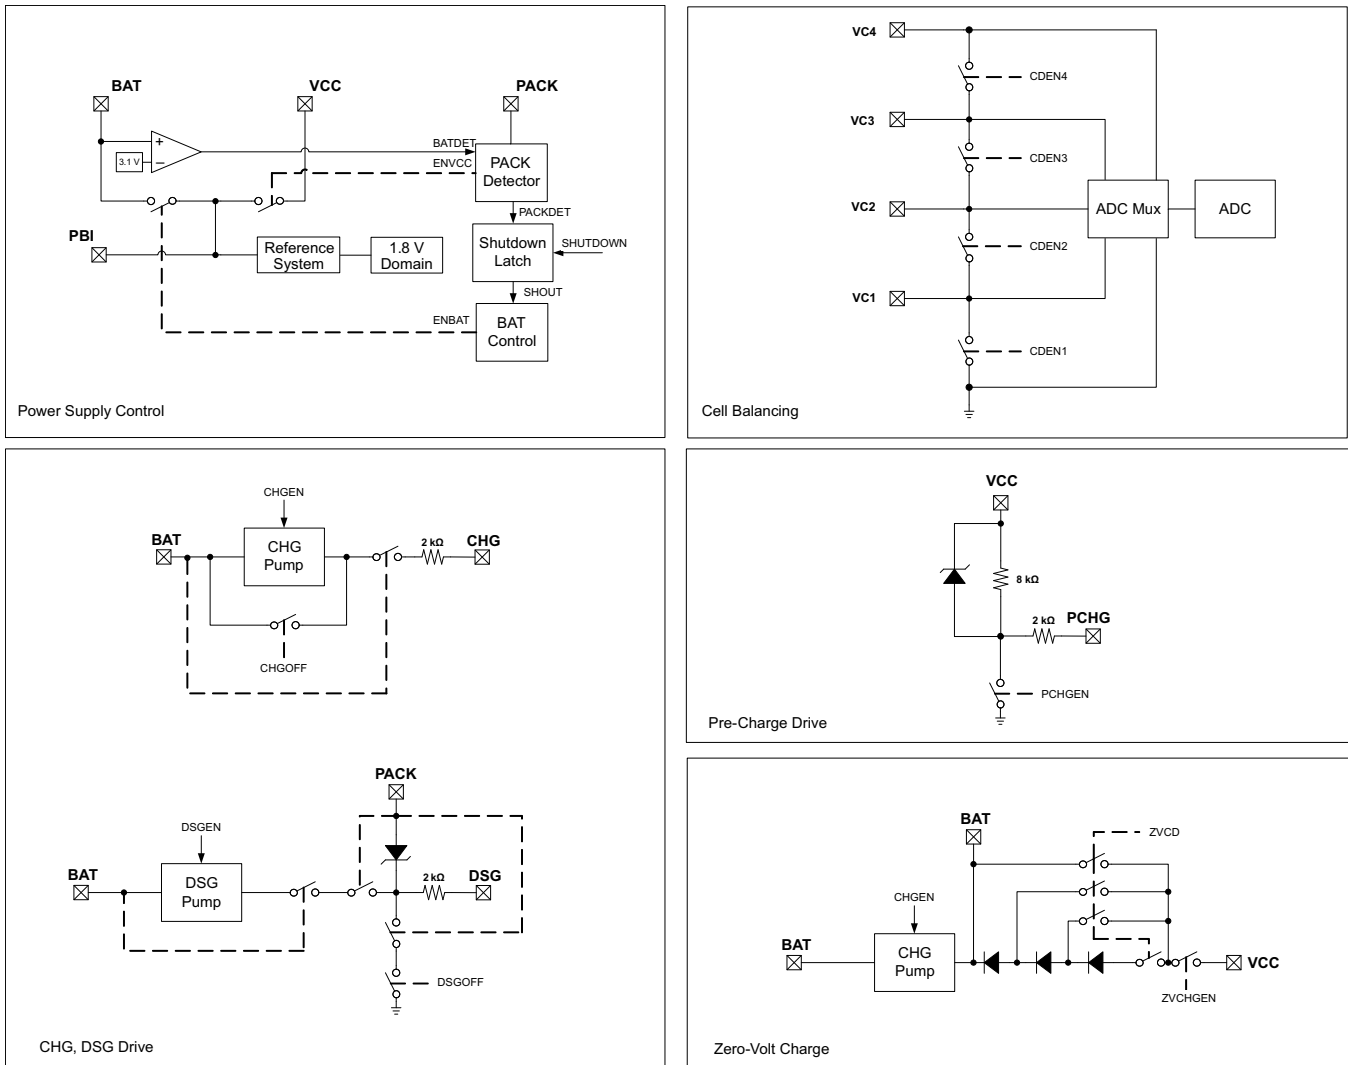 BAT
VCC
PACK
3.1 V
+
−
BATDET
ENVCC
PACK
Detector
PACKDET
PBI
Reference
System
1.8 V
Domain
Shutdown
Latch
SHUTDOWN
SHOUT
ENBAT
BAT
Control
Power Supply Control
VC4
CDEN4
VC3
CDEN3
VC2
ADC Mux
ADC
CDEN2
VC1
CDEN1
Cell Balancing
CHGEN
BAT
CHG
Pump
2 kΩ
CHG
CHGOFF
PACK
DSGEN
BAT
DSG
Pump
2 kΩ
DSG
DSGOFF
CHG, DSG Drive
VCC
8 kΩ
2 kΩ
PCHG
PCHGEN
Pre-Charge Drive
BAT
ZVCD
CHGEN
BAT
CHG
Pump
VCC
ZVCHGEN
Zero-Volt Charge